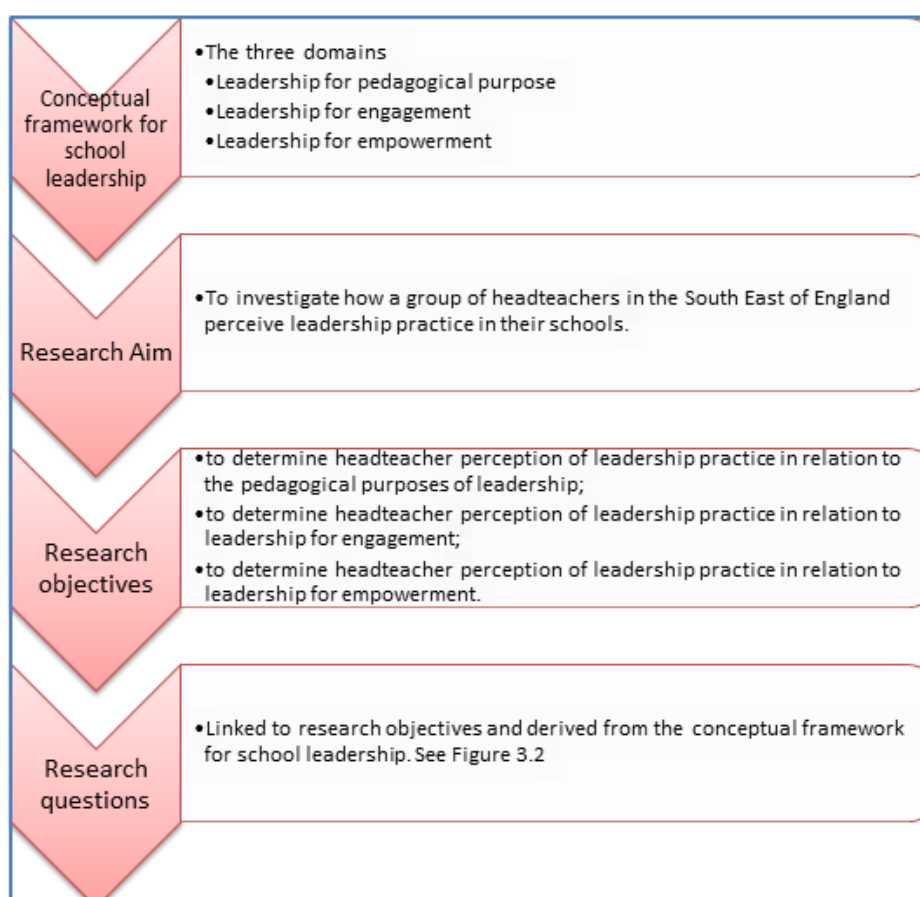 Conceptual
framework for
school
leadership
•The three domains
•Leadership for pedagogical purpose
•Leadership for engagement
•Leadership for empowerment
Research Aim
•To investigate how a group of headteachers in the South East of England
perceive leadership practice in their schools.
Research
objectives
•to determine headteacher perception of leadership practice in relation to
the pedagogical purposes of leadership;
•to determine headteacher perception of leadership practice in relation to
leadership for engagement;
•to determine headteacher perception of leadership practice in relation to
leadership for empowerment.
Research
questions
•Linked to research objectives and derived from the conceptual framework
for school leadership. See Figure 3.2